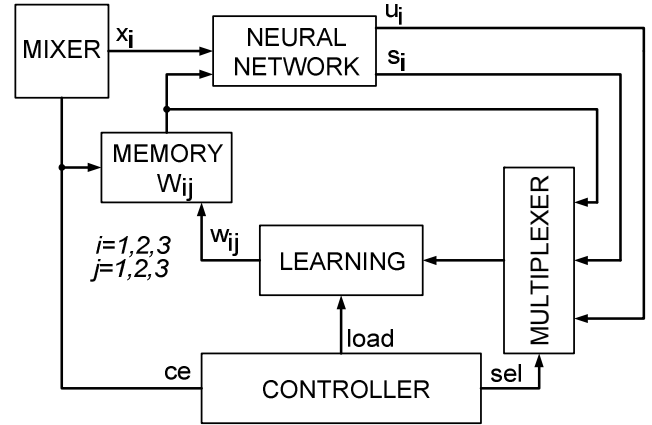 MIXER
xi
NEURAL
NETWORK
ui
si
MEMORY
Wij
i=1,2,3
j=1,2,3
wij
LEARNING
MULTIPLEXER
load
ce
CONTROLLER
sel